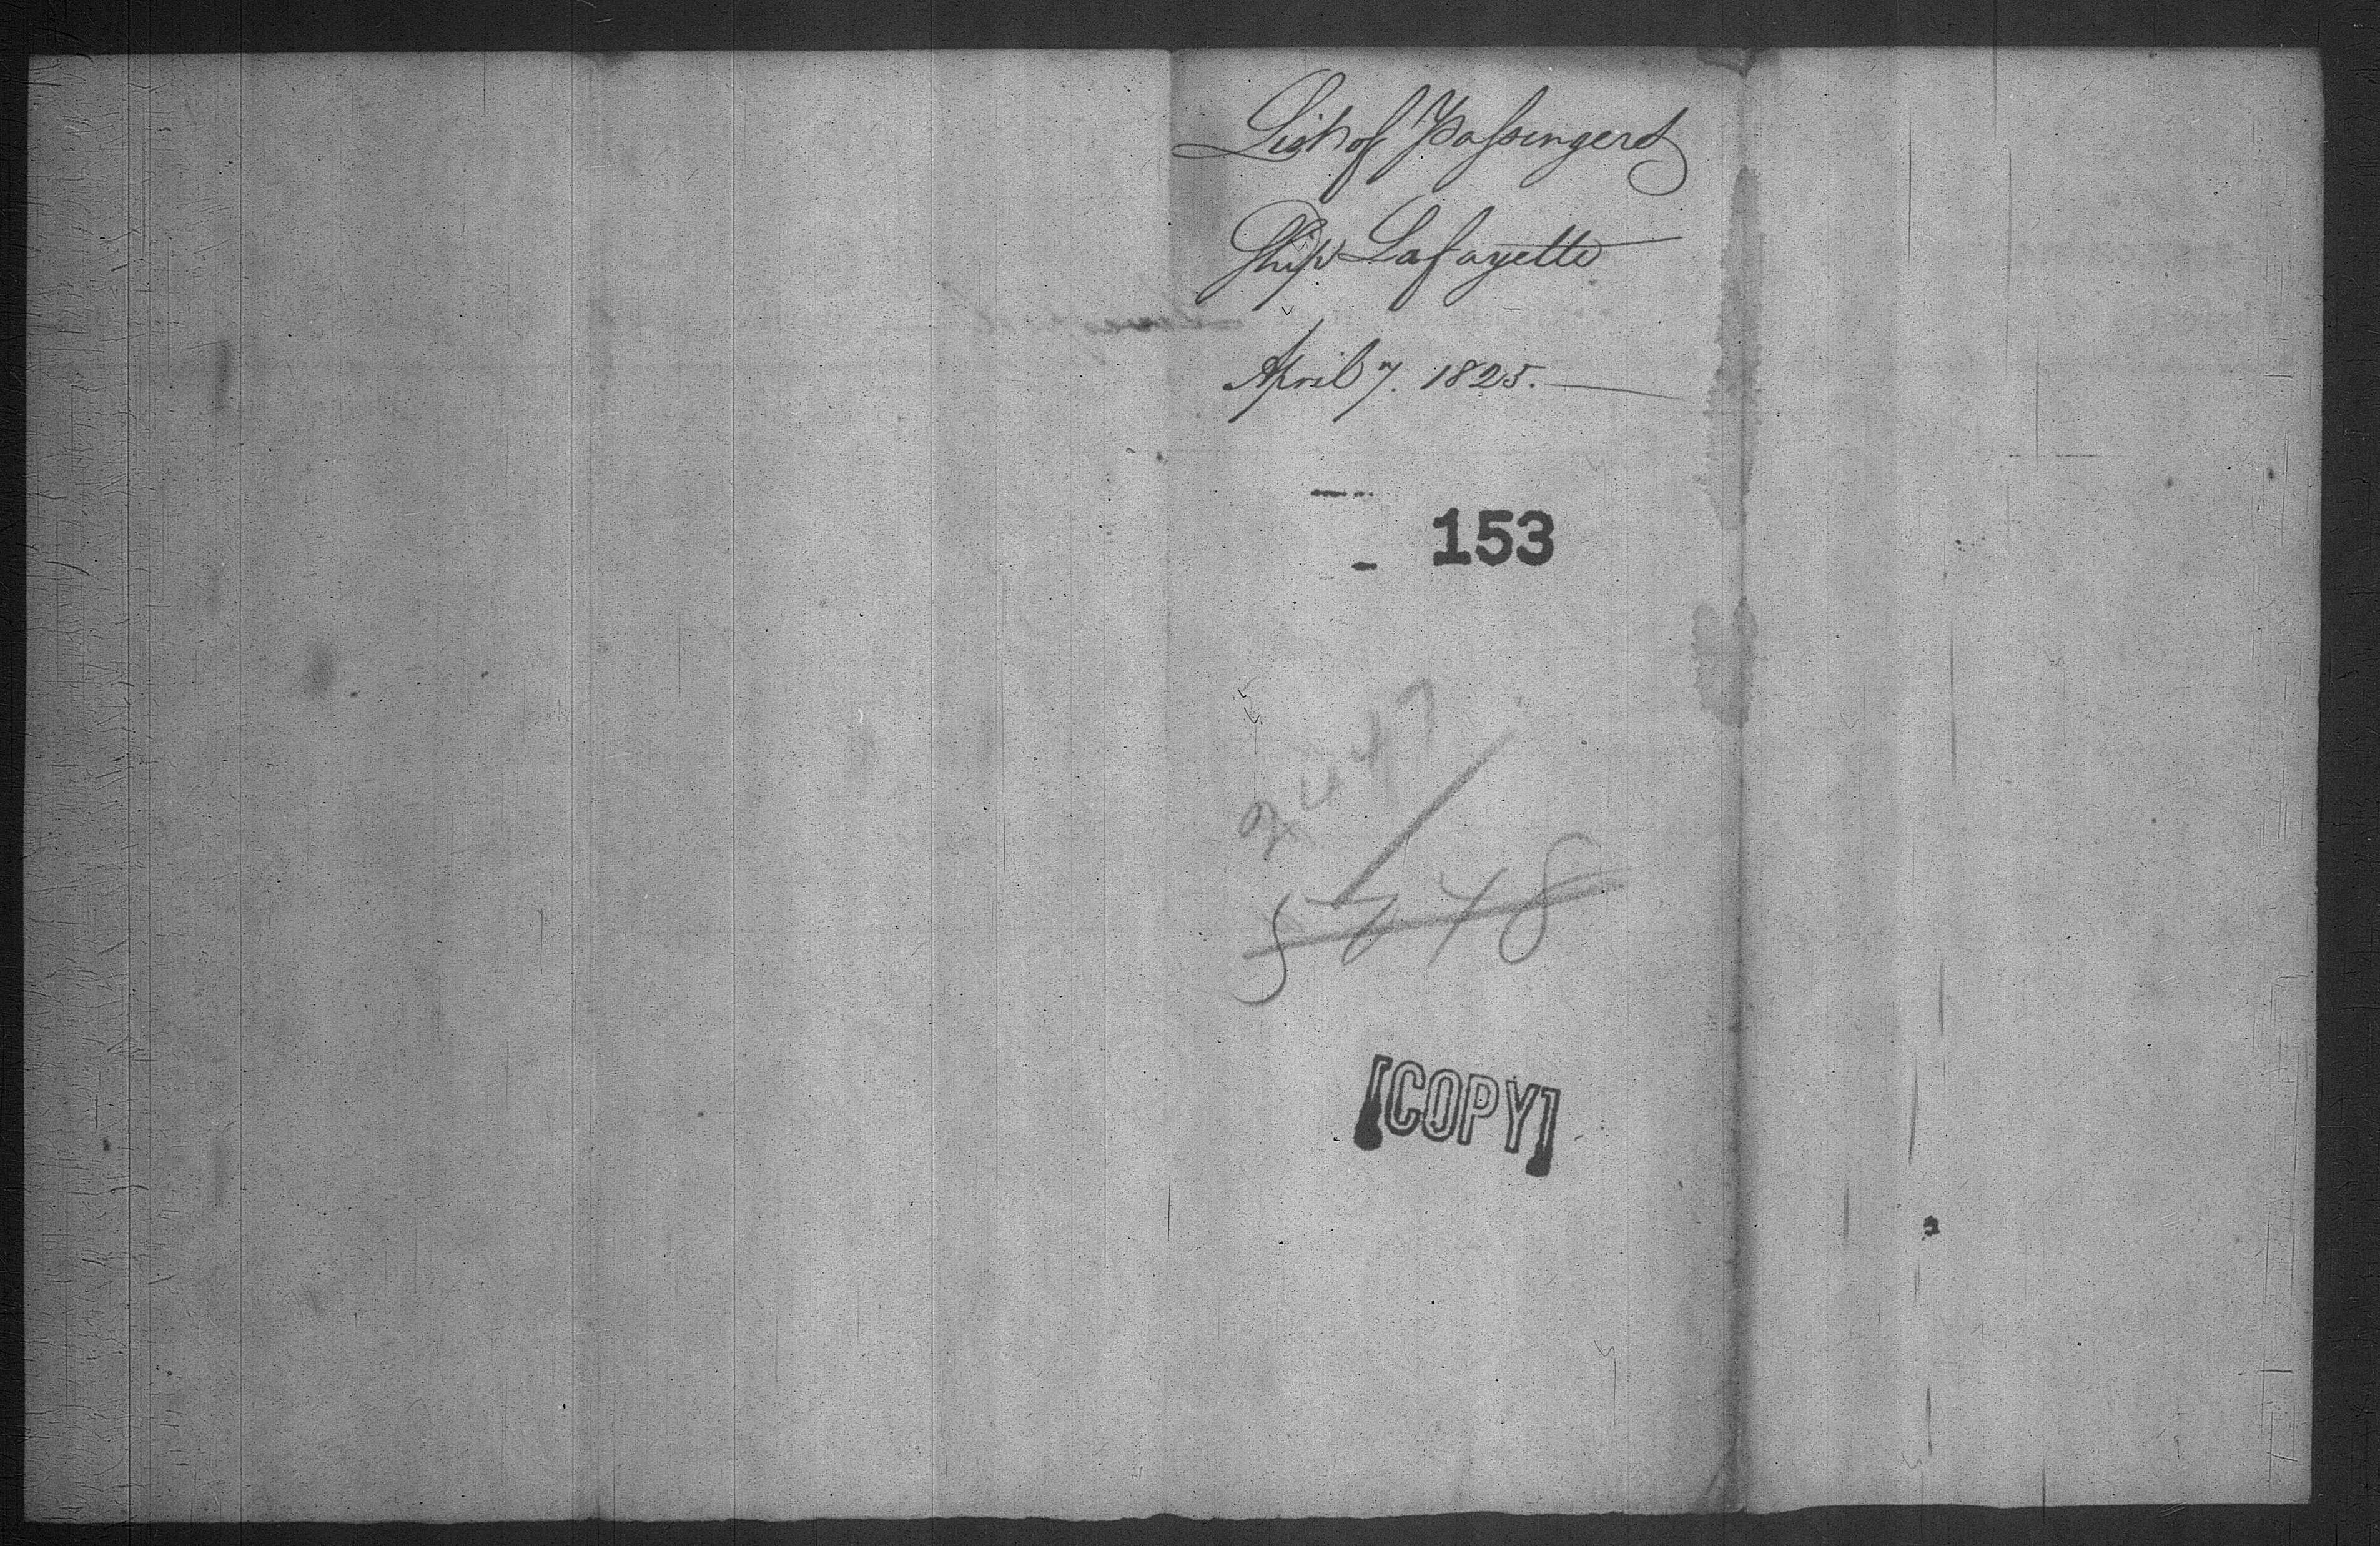 List of Passengers
Ship Lafayette
April 7. 1825.
153
[COPY]